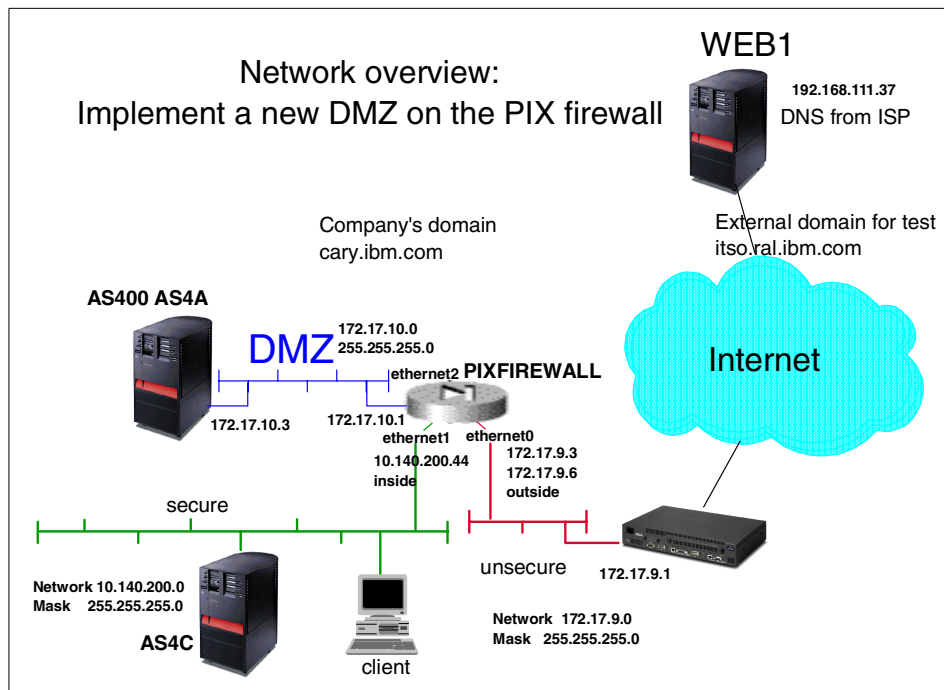 Network overview:
Implement a new DMZ on the PIX firewall
WEB1
192.168.111.37
DNS from ISP
Company's domain
cary.ibm.com
External domain for test
itso.ral.ibm.com
AS400 AS4A
DMZ
172.17.10.0
255.255.255.0
ethernet2
PIXFIREWALL
Internet
172.17.10.3
172.17.10.1
ethernet1
ethernet0
10.140.200.44
inside
172.17.9.3
172.17.9.6
outside
secure
unsecure
172.17.9.1
Network 10.140.200.0
Mask 255.255.255.0
AS4C
client
Network 172.17.9.0
Mask 255.255.255.0